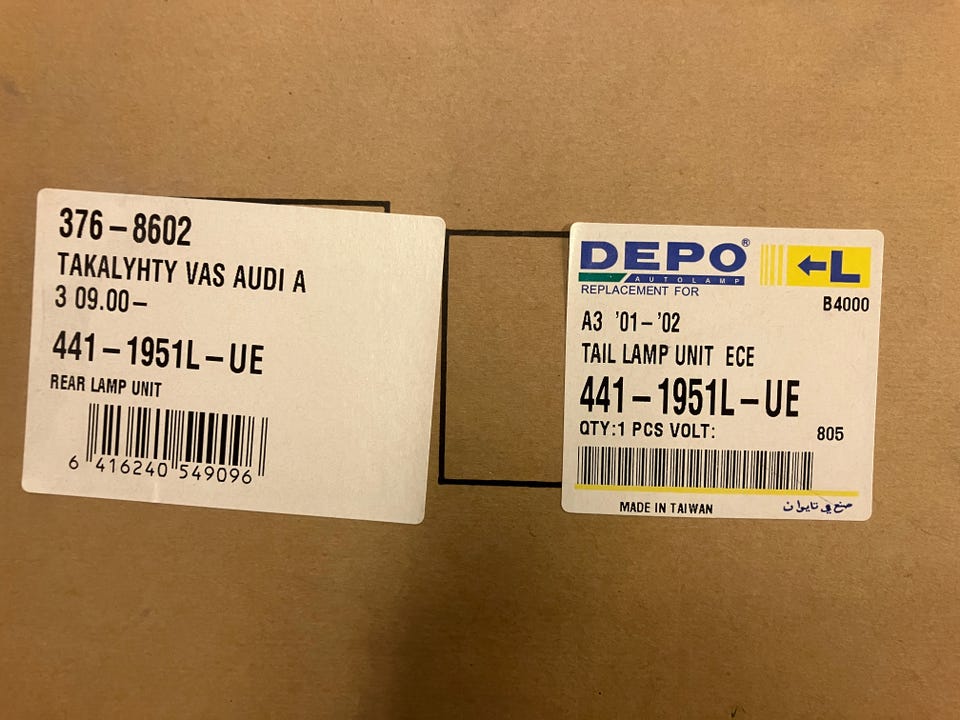 376-8602
TAKALYHTY VAS AUDI A
3 09.00-
441-1951L-UE
REAR LAMP UNIT
6 416240 549096
DEPO®
AUTOLAMP
REPLACEMENT FOR
←L
B4000
A3 '01-'02
TAIL LAMP UNIT ECE
441-1951L-UE
QTY:1 PCS VOLT:
805
MADE IN TAIWAN
صنع في تايوان